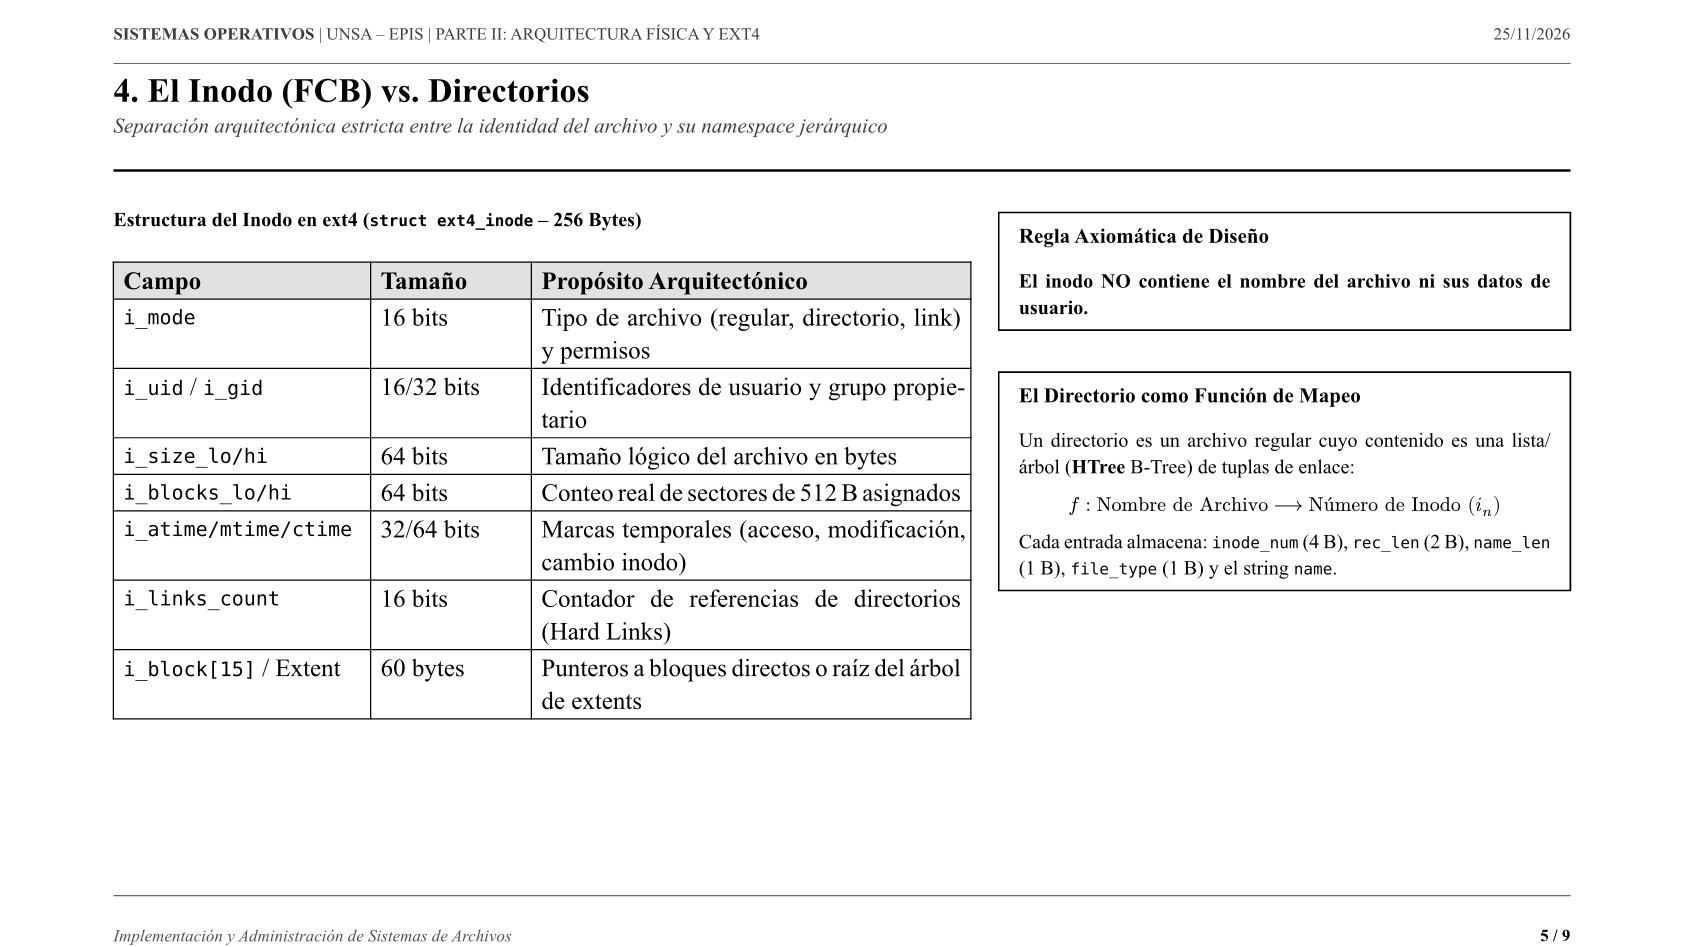 SISTEMAS OPERATIVOS | UNSA – EPIS | PARTE II: ARQUITECTURA FÍSICA Y EXT4
25/11/2026
4. El Inodo (FCB) vs. Directorios
Separación arquitectónica estricta entre la identidad del archivo y su namespace jerárquico
Estructura del Inodo en ext4 (struct ext4_inode – 256 Bytes)
Campo Tamaño Propósito Arquitectónico
i_mode 16 bits Tipo de archivo (regular, directorio, link)
y permisos
i_uid / i_gid 16/32 bits Identificadores de usuario y grupo propie-
tario
i_size_lo/hi 64 bits Tamaño lógico del archivo en bytes
i_blocks_lo/hi 64 bits Conteo real de sectores de 512 B asignados
i_atime/mtime/ctime 32/64 bits Marcas temporales (acceso, modificación,
cambio inodo)
i_links_count 16 bits Contador de referencias de directorios
(Hard Links)
i_block[15] / Extent 60 bytes Punteros a bloques directos o raíz del árbol
de extents
Regla Axiomática de Diseño
El inodo NO contiene el nombre del archivo ni sus datos de
usuario.
El Directorio como Función de Mapeo
Un directorio es un archivo regular cuyo contenido es una lista/
árbol (HTree B-Tree) de tuplas de enlace:
f : Nombre de Archivo ⟶ Número de Inodo (i_n)
Cada entrada almacena: inode_num (4 B), rec_len (2 B), name_len
(1 B), file_type (1 B) y el string name.
Implementación y Administración de Sistemas de Archivos
5 / 9